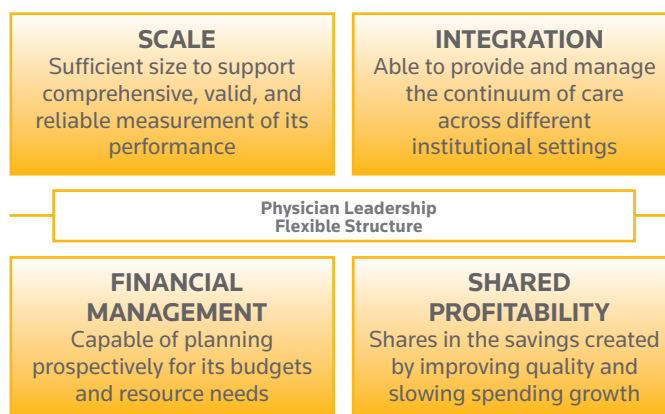 SCALE
Sufficient size to support
comprehensive, valid, and
reliable measurement of its
performance
INTEGRATION
Able to provide and manage
the continuum of care
across different
institutional settings
Physician Leadership
Flexible Structure
FINANCIAL
MANAGEMENT
Capable of planning
prospectively for its budgets
and resource needs
SHARED
PROFITABILITY
Shares in the savings created
by improving quality and
slowing spending growth